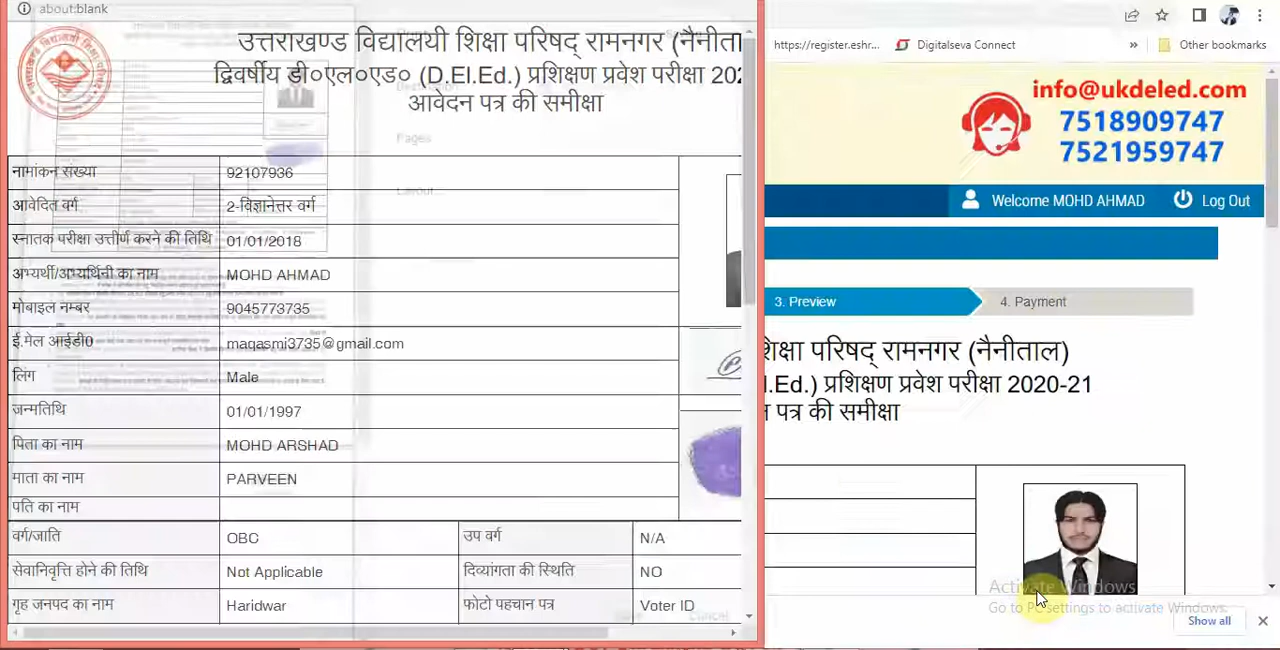 about:blank
उत्तराखण्ड विद्यालयी शिक्षा परिषद् रामनगर (नैनीता
द्विवर्षीय डी०एल०एड० (D.El.Ed.) प्रशिक्षण प्रवेश परीक्षा 202
आवेदन पत्र की समीक्षा
Pages
Layout
नामांकन संख्या 92107936
आवेदित वर्ग 2-विज्ञानेत्तर वर्ग
स्नातक परीक्षा उत्तीर्ण करने की तिथि 01/01/2018
अभ्यर्थी/अभ्यर्थिनी का नाम MOHD AHMAD
मोबाइल नम्बर 9045773735
ई.मेल आईडी0 maqasmi3735@gmail.com
लिंग Male
जन्मतिथि 01/01/1997
पिता का नाम MOHD ARSHAD
माता का नाम PARVEEN
पति का नाम
वर्ग/जाति OBC उप वर्ग N/A
सेवानिवृत्ति होने की तिथि Not Applicable दिव्यांगता की स्थिति NO
गृह जनपद का नाम Haridwar फोटो पहचान पत्र Voter ID
Cancel
https://register.eshr... Digitalseva Connect » Other bookmarks
info@ukdeled.com
7518909747
7521959747
Welcome MOHD AHMAD Log Out
3. Preview 4. Payment
शिक्षा परिषद् रामनगर (नैनीताल)
l.Ed.) प्रशिक्षण प्रवेश परीक्षा 2020-21
न पत्र की समीक्षा
Activate Windows
Go to PC settings to activate Windows.
Show all